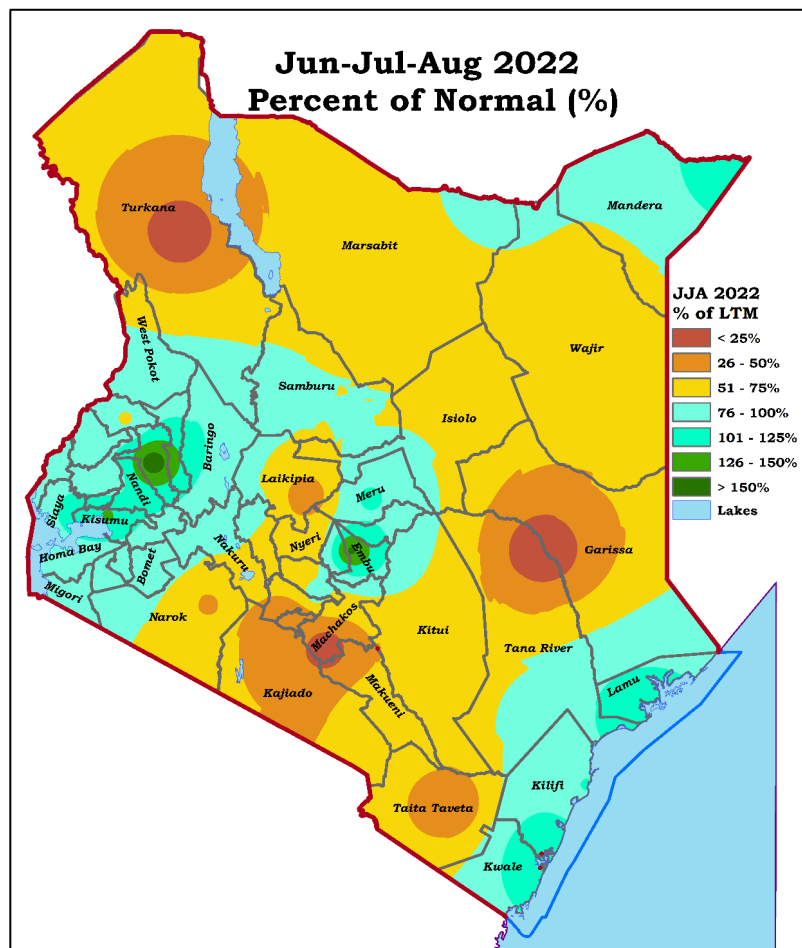 Jun-Jul-Aug 2022
Percent of Normal (%)
Turkana
Mandera
Marsabit
JJA 2022
% of LTM
< 25%
26 - 50%
51 - 75%
76 - 100%
101 - 125%
126 - 150%
> 150%
Lakes
West Pokot
Wajir
Samburu
Isiolo
Baringo
Laikipia
Nandi
Meru
Siaya
Kisumu
Homa Bay
Bomet
Nakuru
Nyeri
Embu
Garissa
Migori
Narok
Machakos
Kitui
Tana River
Kajiado
Makueni
Lamu
Kilifi
Taita Taveta
Kwale